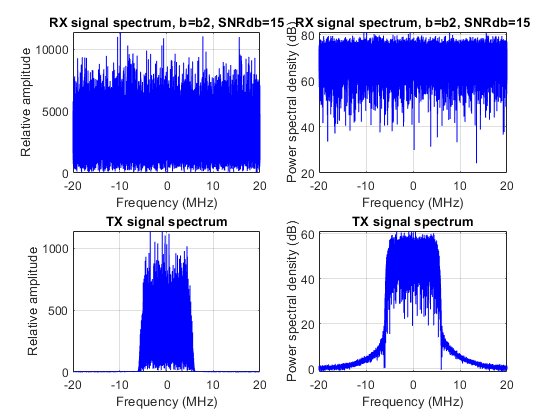 RX signal spectrum, b=b2, SNRdb=15
RX signal spectrum, b=b2, SNRdb=15
Relative amplitude
10000
5000
0
-20 -10 0 10 20
Frequency (MHz)
Power spectral density (dB)
80
60
40
20
-20 -10 0 10 20
Frequency (MHz)
TX signal spectrum
Relative amplitude
1000
500
0
-20 -10 0 10 20
Frequency (MHz)
TX signal spectrum
Power spectral density (dB)
60
40
20
0
-20 -10 0 10 20
Frequency (MHz)